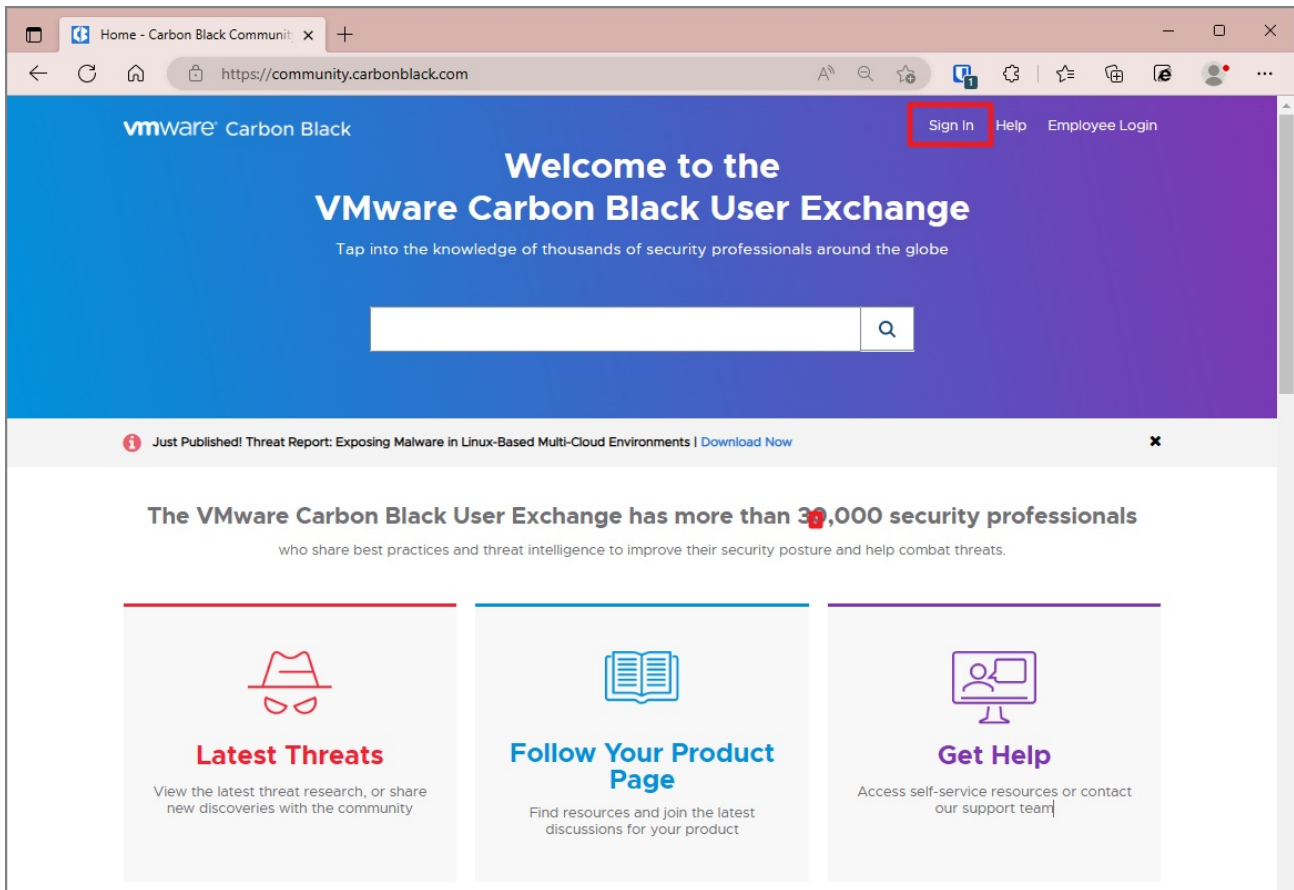 Home - Carbon Black Communit
https://community.carbonblack.com
1
vmware® Carbon Black
Sign In Help Employee Login
Welcome to the
VMware Carbon Black User Exchange
Tap into the knowledge of thousands of security professionals around the globe
Just Published! Threat Report: Exposing Malware in Linux-Based Multi-Cloud Environments | Download Now
The VMware Carbon Black User Exchange has more than security professionals
who share best practices and threat intelligence to improve their security posture and help combat threats.
Latest Threats
View the latest threat research, or share
new discoveries with the community
Follow Your Product
Page
Find resources and join the latest
discussions for your product
Get Help
Access self-service resources or contact
our support team